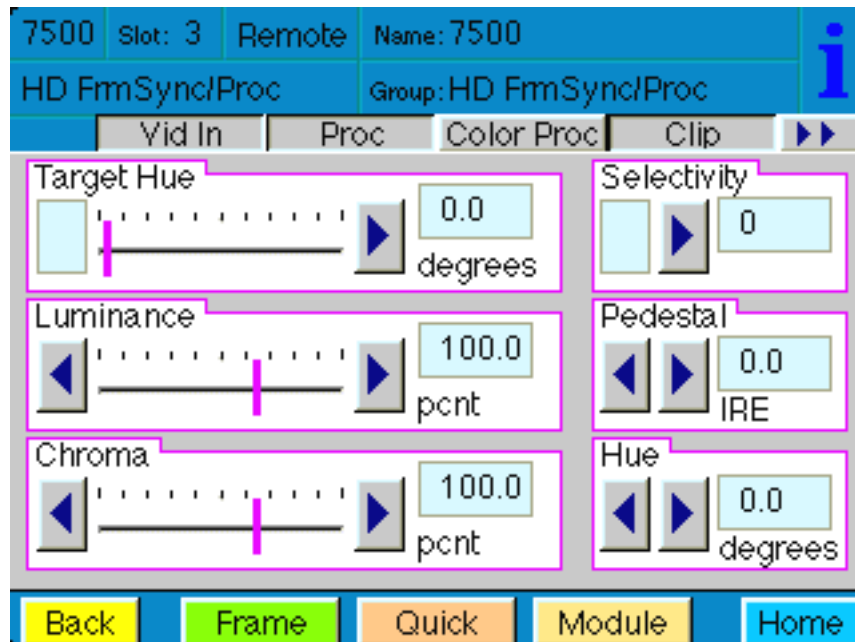 7500 Slot: 3 Remote Name: 7500
HD FrmSync/Proc Group: HD FrmSync/Proc
Vid In Proc Color Proc Clip
Target Hue
0.0
degrees
Selectivity
0
Luminance
100.0
pcnt
Pedestal
0.0
IRE
Chroma
100.0
pcnt
Hue
0.0
degrees
Back Frame Quick Module Home